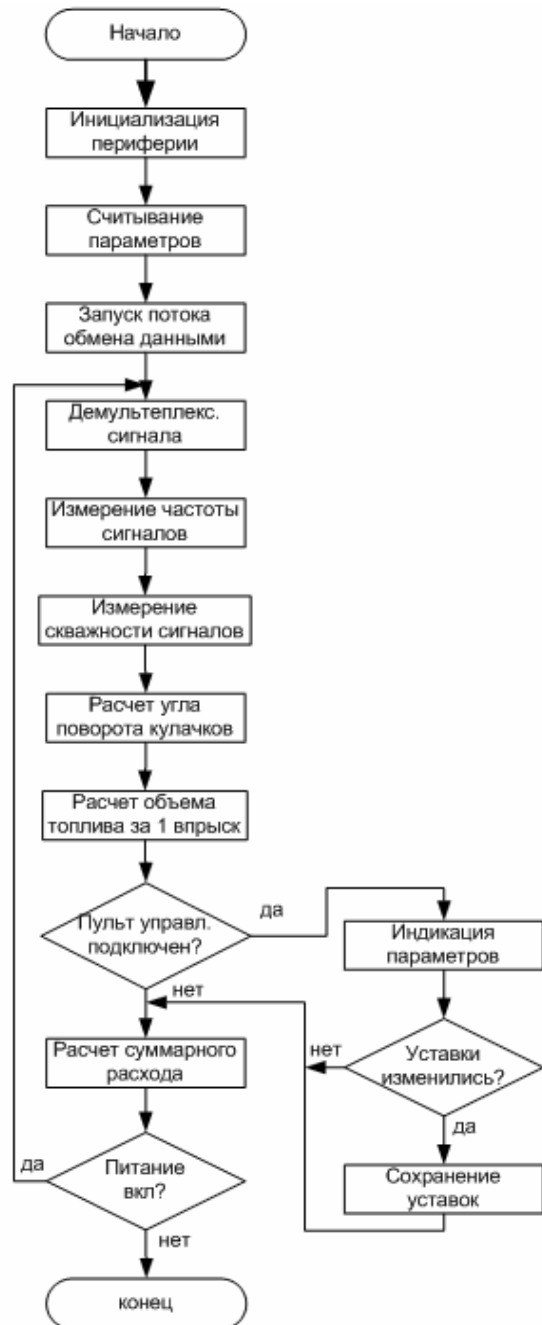 Начало
Инициализация
периферии
Считывание
параметров
Запуск потока
обмена данными
Демультеплекс.
сигнала
Измерение частоты
сигналов
Измерение
скважности сигналов
Расчет угла
поворота кулачков
Расчет объема
топлива за 1 впрыск
Пульт управл.
подключен?
да
нет
Индикация
параметров
Уставки
изменились?
нет
да
Сохранение
уставок
Расчет суммарного
расхода
Питание
вкл?
да
нет
конец